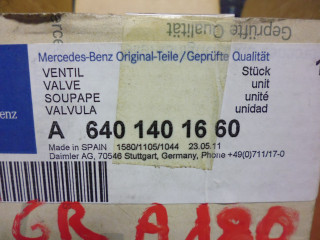 Geprüfte Qualität
Mercedes-Benz Original-Teile/Geprüfte Qualität
VENTIL Stück
VALVE unit
SOUPAPE unité
VALVULA unidad
A 640 140 16 60
Made in SPAIN 1580/1105/1044 23.05.11
Daimler AG, 70546 Stuttgart, Germany, Phone +49(0)711/17-0
GR A180